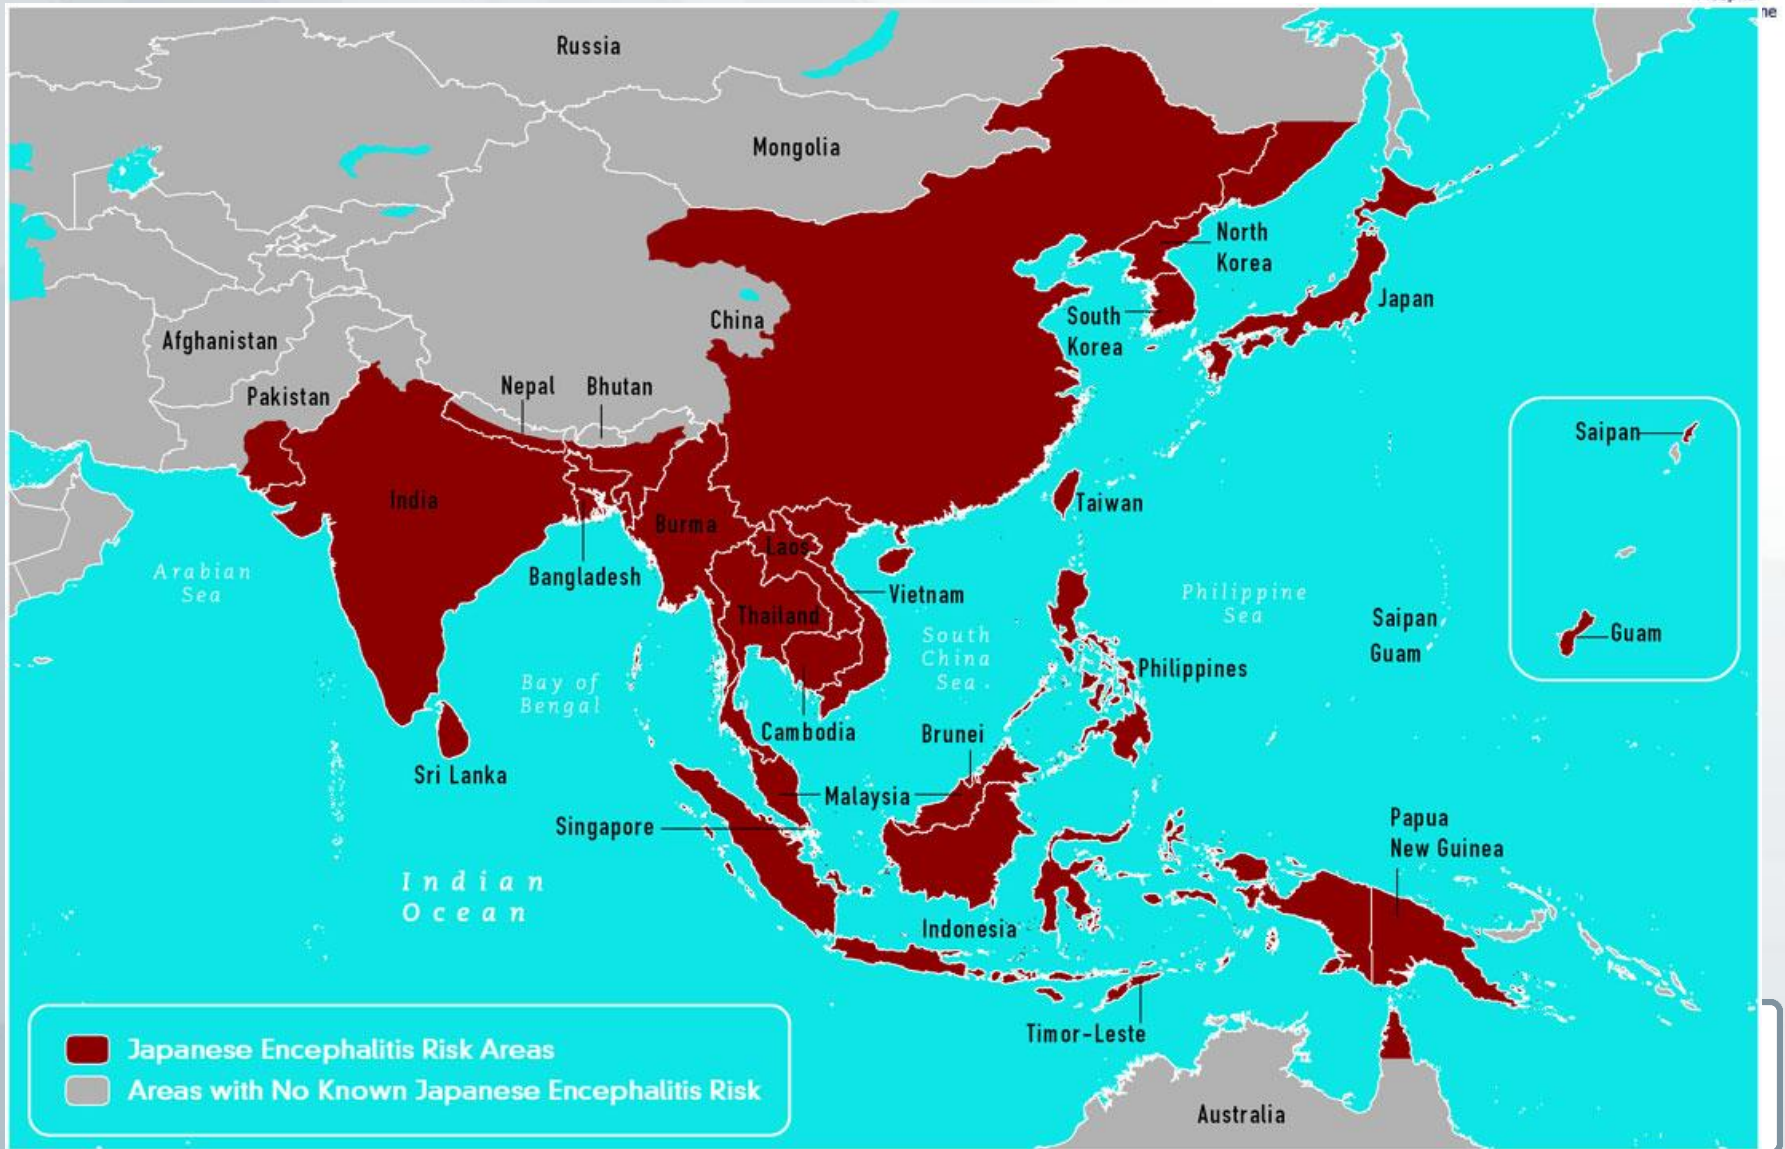 ne
Russia
Mongolia
North
Korea
Japan
South
Korea
China
Afghanistan
Pakistan
Nepal
Bhutan
Saipan
India
Burma
Taiwan
Laos
Arabian
Sea
Bangladesh
Vietnam
Philippine
Sea
Thailand
Saipan
Guam
Guam
South
China
Sea
Philippines
Bay of
Bengal
Cambodia
Brunei
Sri Lanka
Malaysia
Singapore
Papua
New Guinea
Indian
Ocean
Indonesia
Timor-Leste
Japanese Encephalitis Risk Areas
Areas with No Known Japanese Encephalitis Risk
Australia